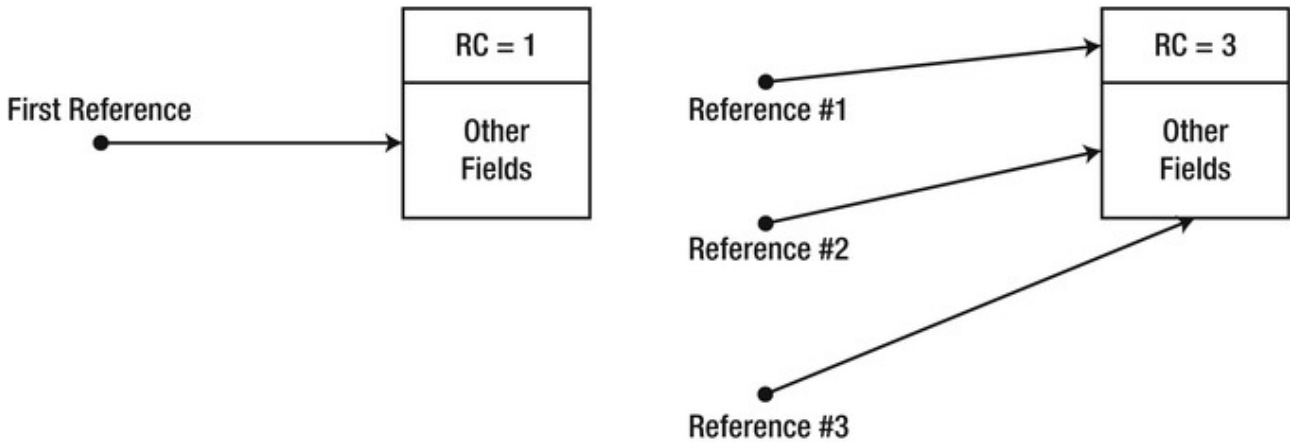 First Reference
RC = 1
Other
Fields
Reference #1
Reference #2
Reference #3
RC = 3
Other
Fields